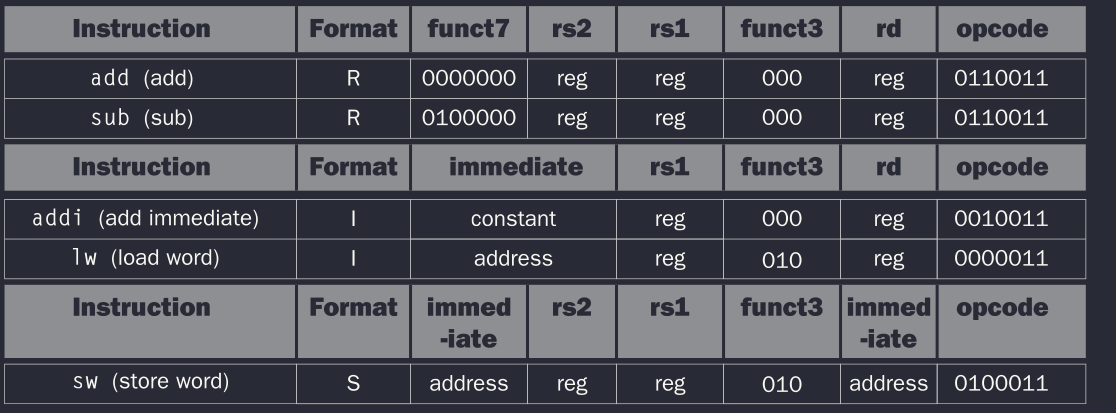 Instruction Format funct7 rs2 rs1 funct3 rd opcode
add (add) R 0000000 reg reg 000 reg 0110011
sub (sub) R 0100000 reg reg 000 reg 0110011
Instruction Format immediate rs1 funct3 rd opcode
addi (add immediate) I constant reg 000 reg 0010011
lw (load word) I address reg 010 reg 0000011
Instruction Format immed rs2 rs1 funct3 immed opcode
-iate -iate
sw (store word) S address reg reg 010 address 0100011